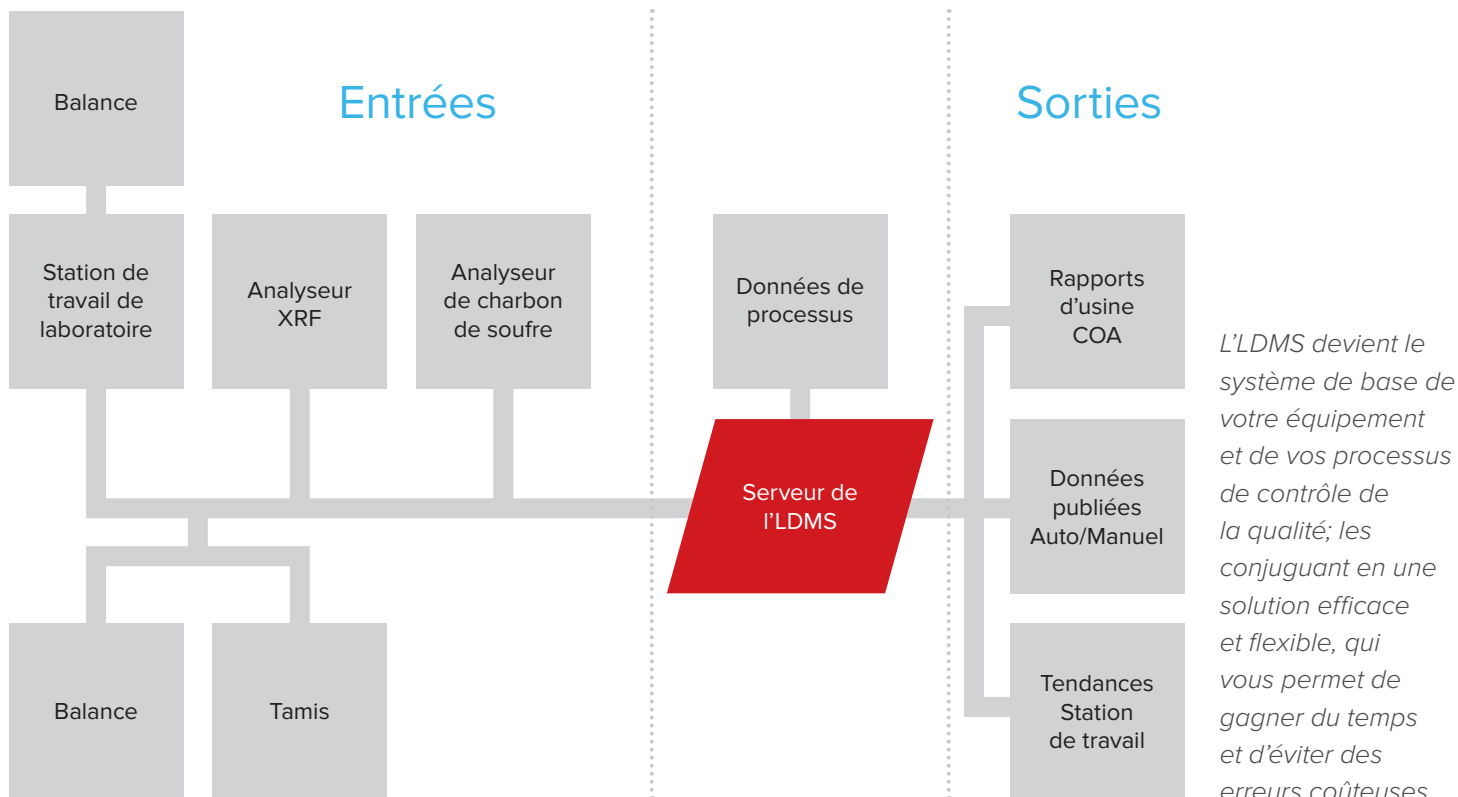 Balance
Entrées
Sorties
Station de
travail de
laboratoire
Analyseur
XRF
Analyseur
de charbon
de soufre
Données de
processus
Rapports
d’usine
COA
Serveur de
l’LDMS
Données
publiées
Auto/Manuel
Balance
Tamis
Tendances
Station
de travail
L’LDMS devient le
système de base de
votre équipement
et de vos processus
de contrôle de
la qualité; les
conjuguant en une
solution efficace
et flexible, qui
vous permet de
gagner du temps
et d’éviter des
erreurs coûteuses